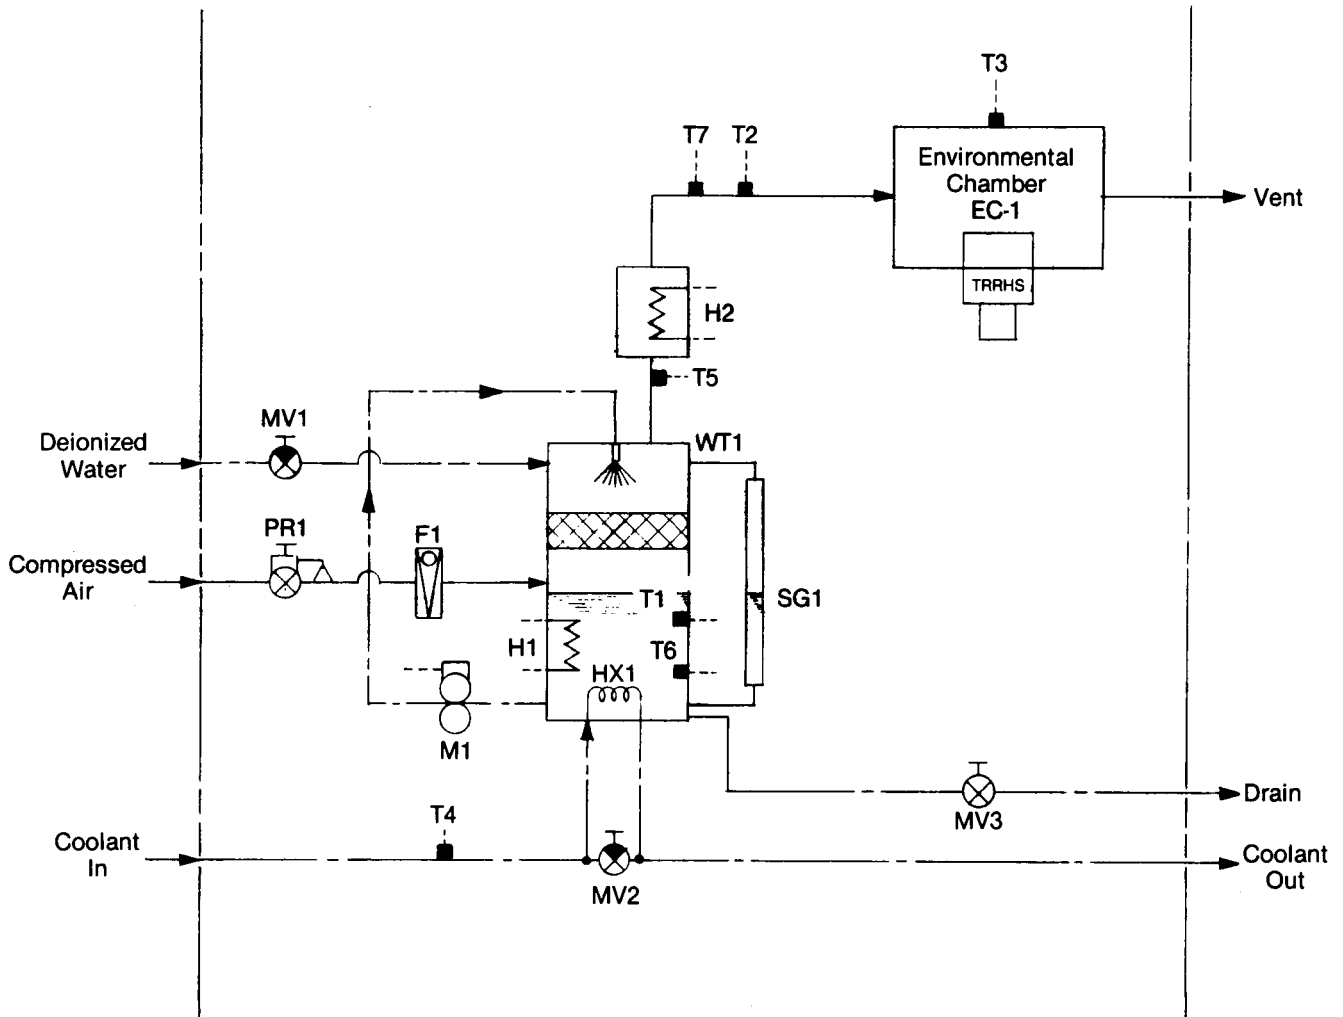 T3
T7
T2
Environmental
Chamber
EC-1
Vent
TRRHS
H2
T5
MV1
Deionized
Water
WT1
PR1
F1
Compressed
Air
T1
SG1
H1
T6
HX1
M1
Drain
MV3
T4
Coolant
In
MV2
Coolant
Out